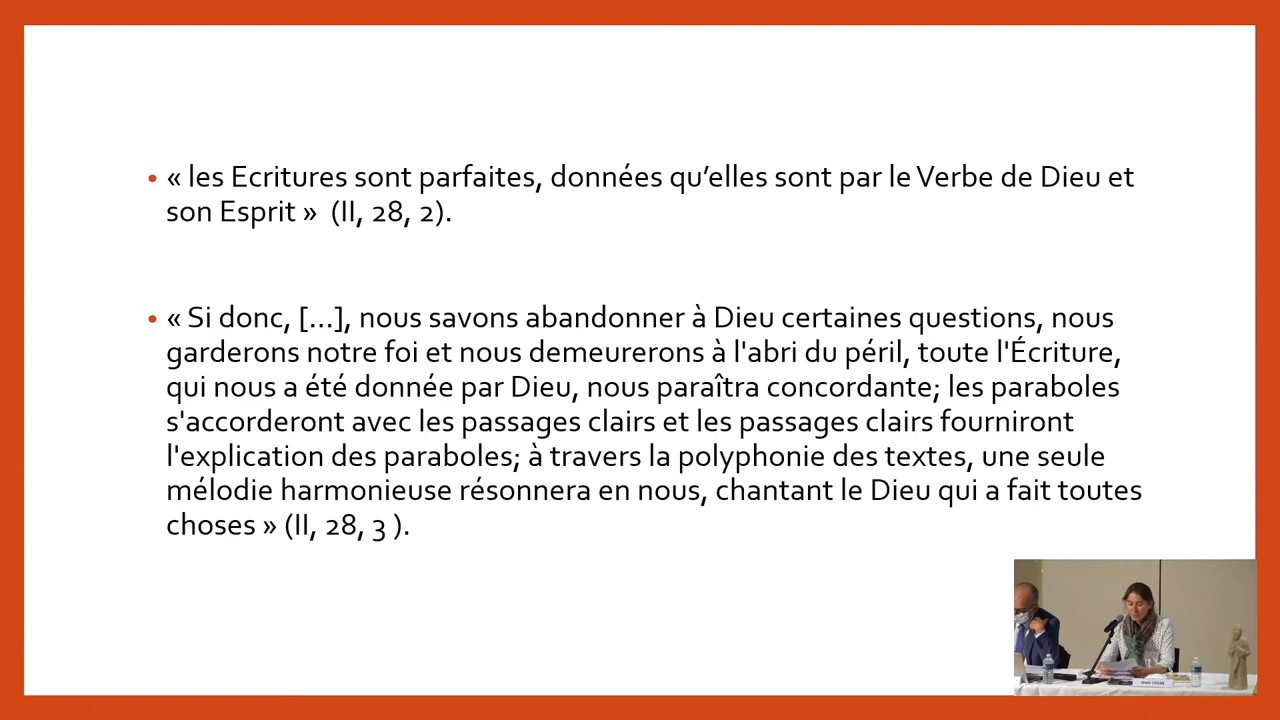 • « les Ecritures sont parfaites, données qu’elles sont par le Verbe de Dieu et
son Esprit »  (II, 28, 2).
• « Si donc, [...], nous savons abandonner à Dieu certaines questions, nous
garderons notre foi et nous demeurerons à l'abri du péril, toute l'Écriture,
qui nous a été donnée par Dieu, nous paraîtra concordante; les paraboles
s'accorderont avec les passages clairs et les passages clairs fourniront
l'explication des paraboles; à travers la polyphonie des textes, une seule
mélodie harmonieuse résonnera en nous, chantant le Dieu qui a fait toutes
choses » (II, 28, 3 ).